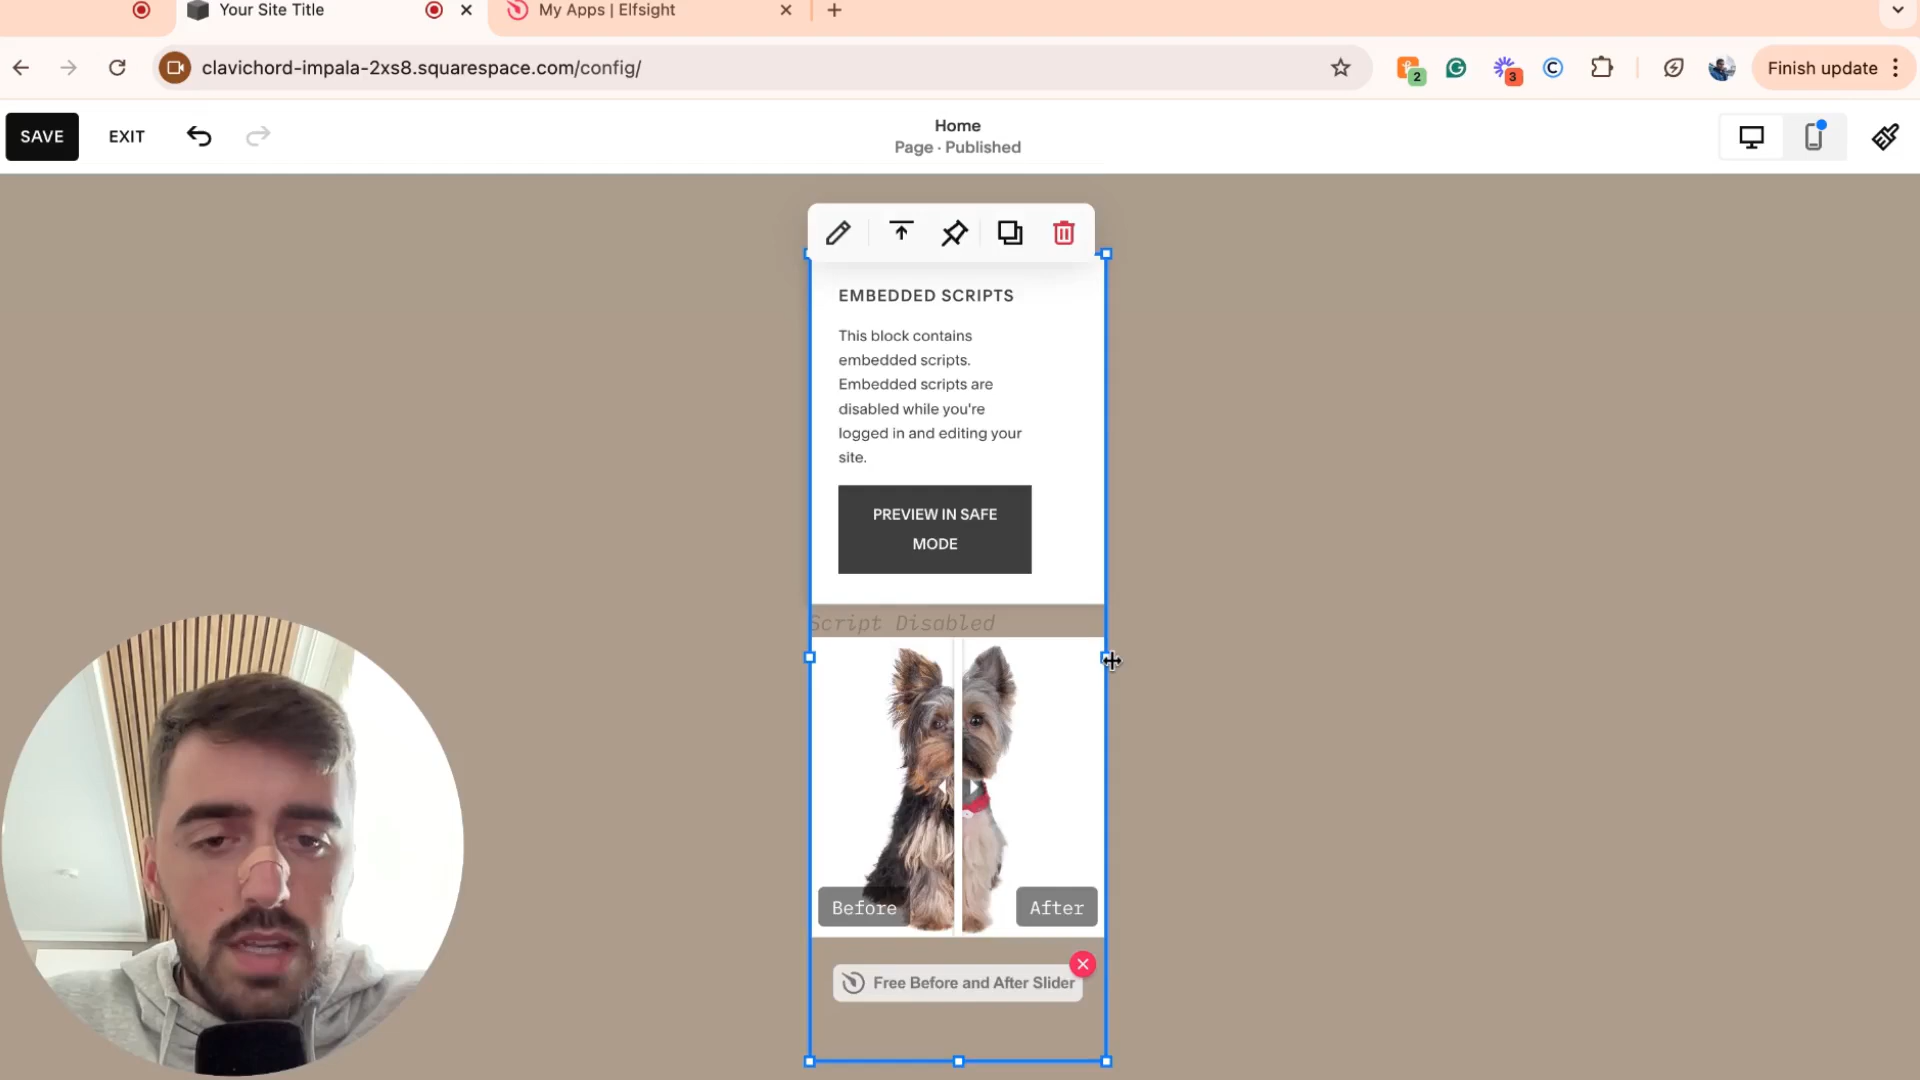 Your Site Title
My Apps | Elfsight
clavichord-impala-2xs8.squarespace.com/config/
2
3
Finish update
SAVE
EXIT
Home
Page · Published
EMBEDDED SCRIPTS
This block contains
embedded scripts.
Embedded scripts are
disabled while you're
logged in and editing your
site.
PREVIEW IN SAFE
MODE
Script Disabled
Before
After
Free Before and After Slider